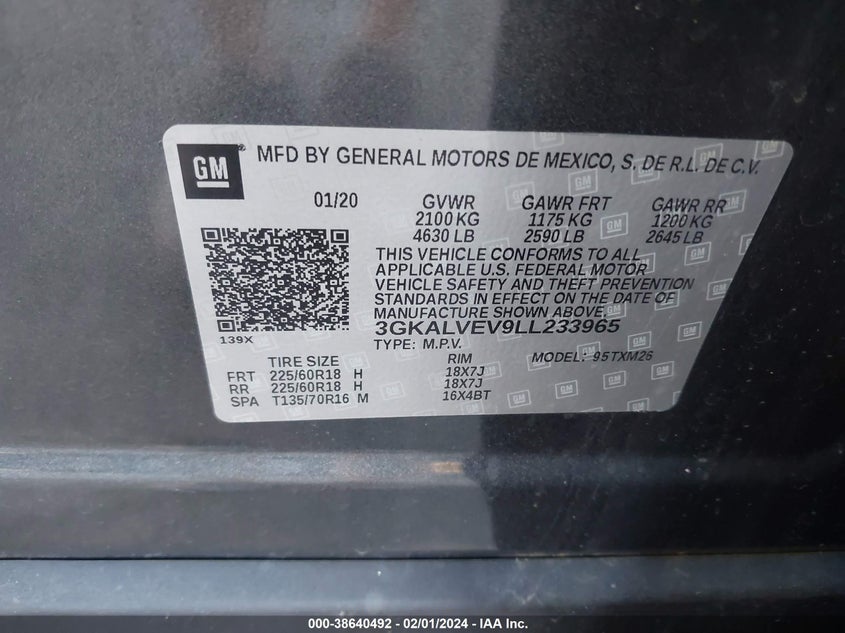 GM ® MFD BY GENERAL MOTORS DE MEXICO, S. DE R.L. DE C.V.
01/20 GVWR GAWR FRT GAWR RR
2100 KG 1175 KG 1200 KG
4630 LB 2590 LB 2645 LB
THIS VEHICLE CONFORMS TO ALL
APPLICABLE U.S. FEDERAL MOTOR
VEHICLE SAFETY AND THEFT PREVENTION
STANDARDS IN EFFECT ON THE DATE OF
MANUFACTURE SHOWN ABOVE.
139X 3GKALVEV9LL233965
TYPE: M.P.V. MODEL: 95TXM26
TIRE SIZE RIM
FRT 225/60R18 H 18X7J
RR 225/60R18 H 18X7J
SPA T135/70R16 M 16X4BT
000-38640492 - 02/01/2024 - IAA Inc.